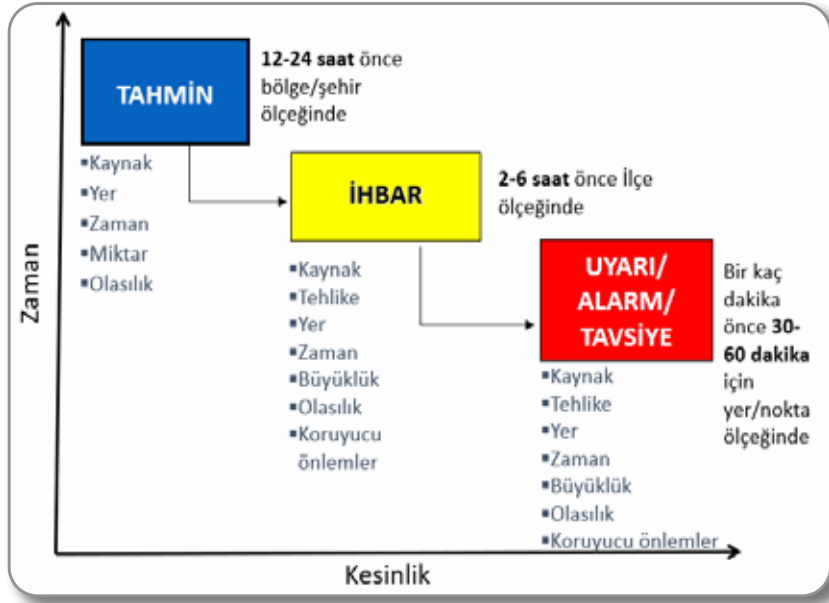 TAHMİN
12-24 saat önce
bölge/şehir
ölçeğinde
▪Kaynak
▪Yer
▪Zaman
▪Miktar
▪Olasılık
İHBAR
2-6 saat önce İlçe
ölçeğinde
▪Kaynak
▪Tehlike
▪Yer
▪Zaman
▪Büyüklük
▪Olasılık
▪Koruyucu
önlemler
UYARI/
ALARM/
TAVSİYE
Bir kaç
dakika
önce 30-
60 dakika
için
yer/nokta
ölçeğinde
▪Kaynak
▪Tehlike
▪Yer
▪Zaman
▪Büyüklük
▪Olasılık
▪Koruyucu önlemler
Zaman
Kesinlik